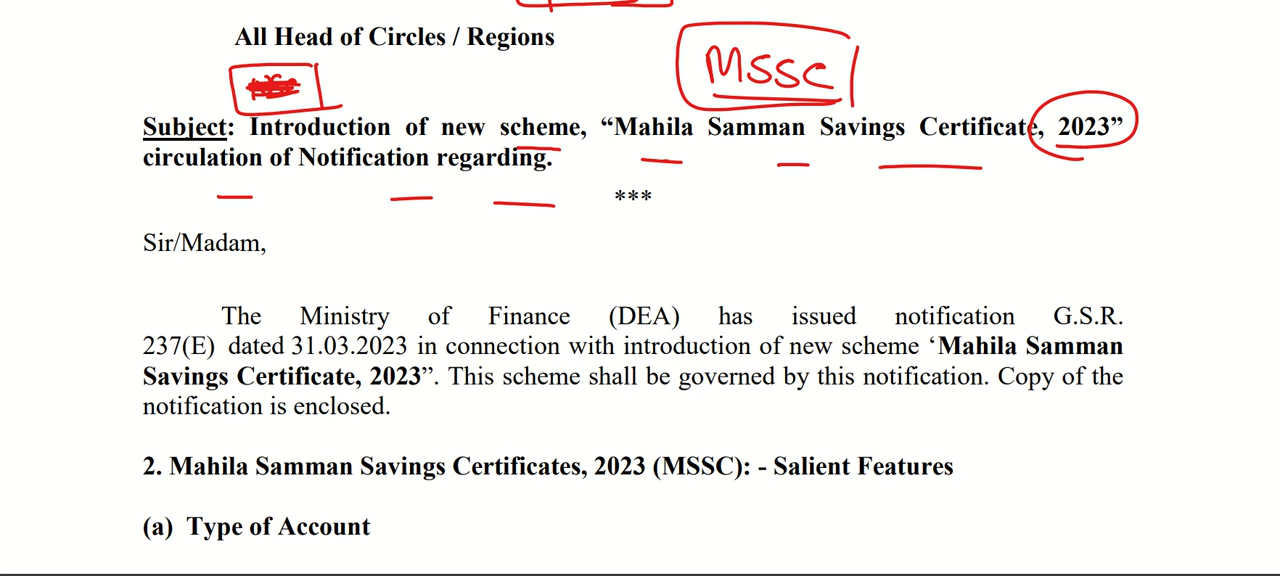 All Head of Circles / Regions
MSSC
Subject: Introduction of new scheme, “Mahila Samman Savings Certificate, 2023”
circulation of Notification regarding.
***
Sir/Madam,
The Ministry of Finance (DEA) has issued notification G.S.R.
237(E) dated 31.03.2023 in connection with introduction of new scheme ‘Mahila Samman
Savings Certificate, 2023”. This scheme shall be governed by this notification. Copy of the
notification is enclosed.
2. Mahila Samman Savings Certificates, 2023 (MSSC): - Salient Features
(a) Type of Account